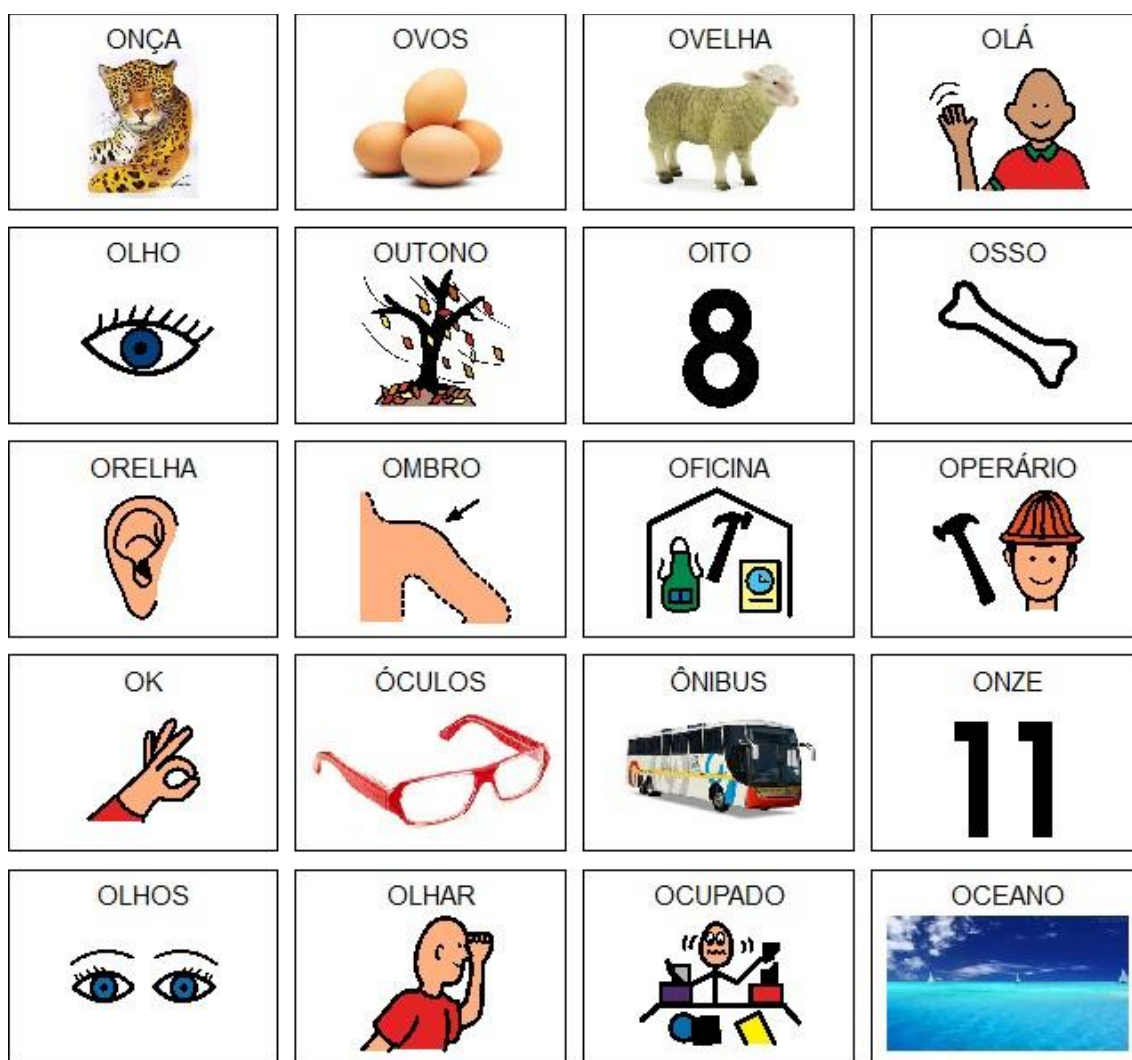 ONÇA
OVOS
OVELHA
OLÁ
OLHO
OUTONO
OITO
8
OSSO
ORELHA
OMBRO
OFICINA
OPERÁRIO
OK
ÓCULOS
ÔNIBUS
ONZE
11
OLHOS
OLHAR
OCUPADO
OCEANO